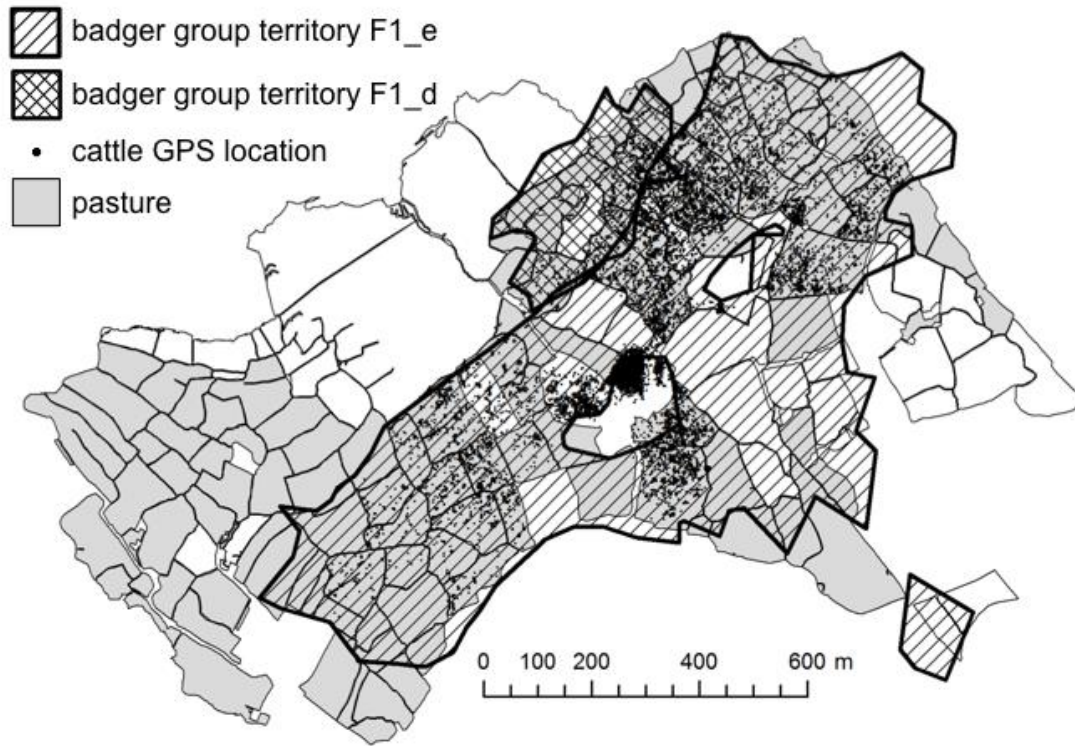 badger group territory F1_e
badger group territory F1_d
cattle GPS location
pasture
0 100 200 400 600 m